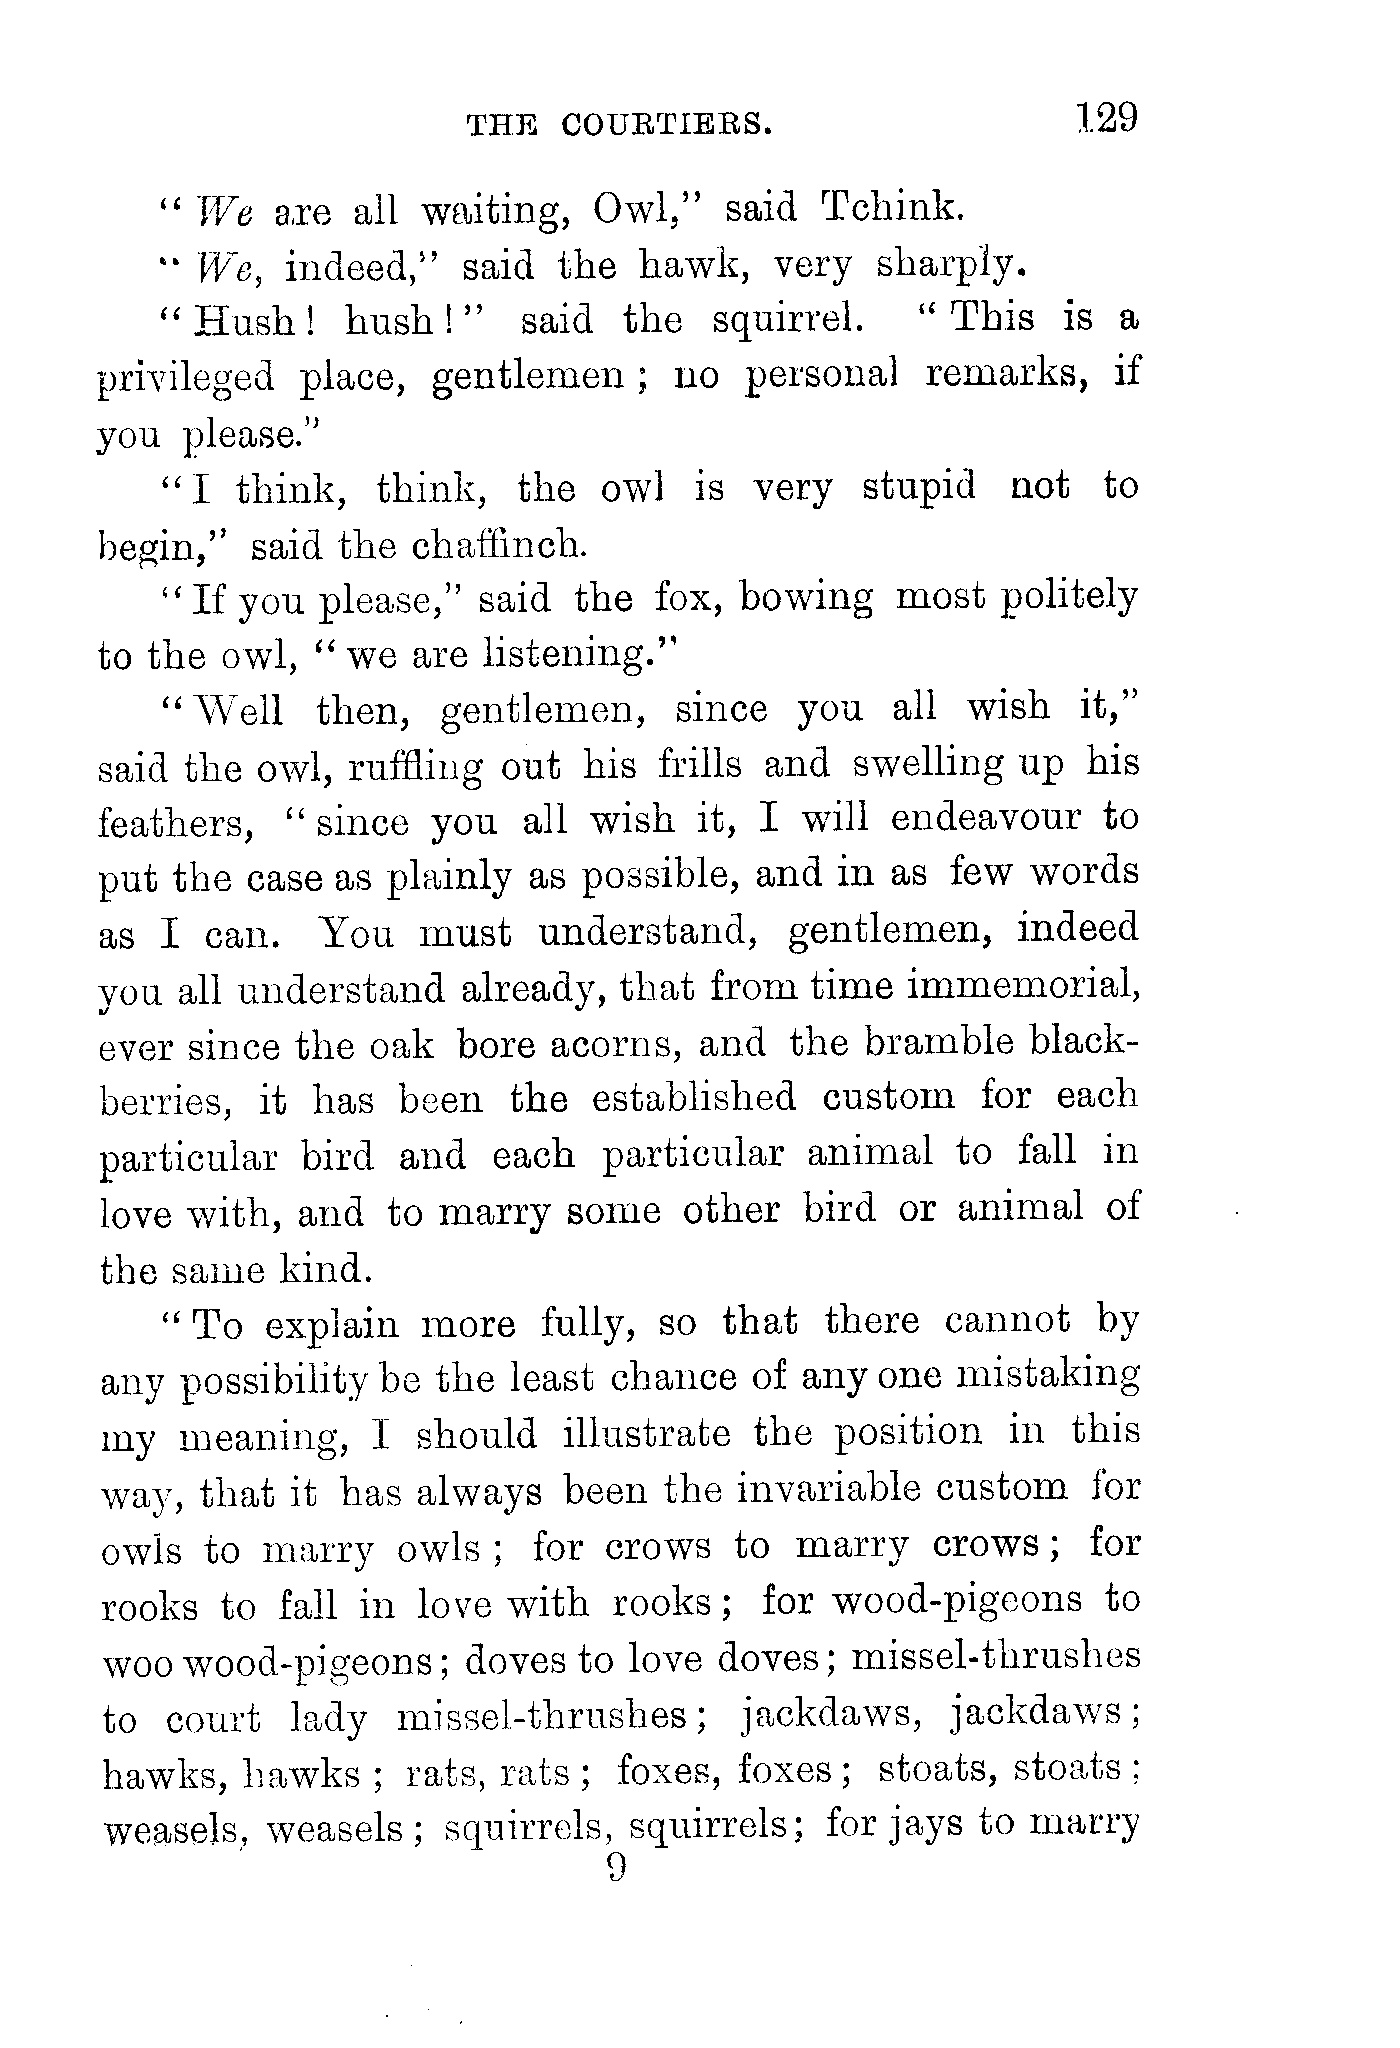 THE COURTIERS. 129
"We are all waiting, Owl," said Tchink.
"We, indeed," said the hawk, very sharply.
"Hush! hush!" said the squirrel. "This is a
privileged place, gentlemen; no personal remarks, if
you please."
"I think, think, the owl is very stupid not to
begin," said the chaffinch.
"If you please," said the fox, bowing most politely
to the owl, "we are listening."
"Well then, gentlemen, since you all wish it,"
said the owl, ruffling out his frills and swelling up his
feathers, "since you all wish it, I will endeavour to
put the case as plainly as possible, and in as few words
as I can. You must understand, gentlemen, indeed
you all understand already, that from time immemorial,
ever since the oak bore acorns, and the bramble black-
berries, it has been the established custom for each
particular bird and each particular animal to fall in
love with, and to marry some other bird or animal of
the same kind.
"To explain more fully, so that there cannot by
any possibility be the least chance of any one mistaking
my meaning, I should illustrate the position in this
way, that it has always been the invariable custom for
owls to marry owls; for crows to marry crows; for
rooks to fall in love with rooks; for wood-pigeons to
woo wood-pigeons; doves to love doves; missel-thrushes
to court lady missel-thrushes; jackdaws, jackdaws;
hawks, hawks; rats, rats; foxes, foxes; stoats, stoats;
weasels, weasels; squirrels, squirrels; for jays to marry
9